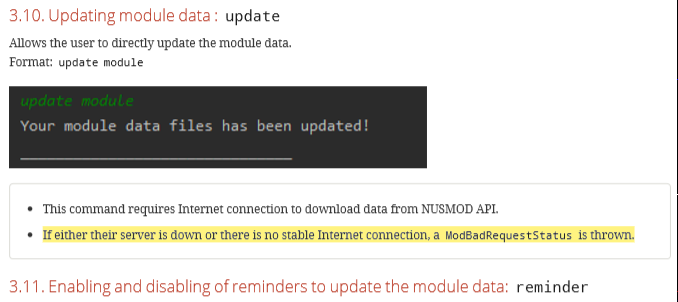 3.10. Updating module data : update
Allows the user to directly update the module data.
Format: update module
update module
Your module data files has been updated!
This command requires Internet connection to download data from NUSMOD API.
If either their server is down or there is no stable Internet connection, a ModBadRequestStatus is thrown.
3.11. Enabling and disabling of reminders to update the module data: reminder